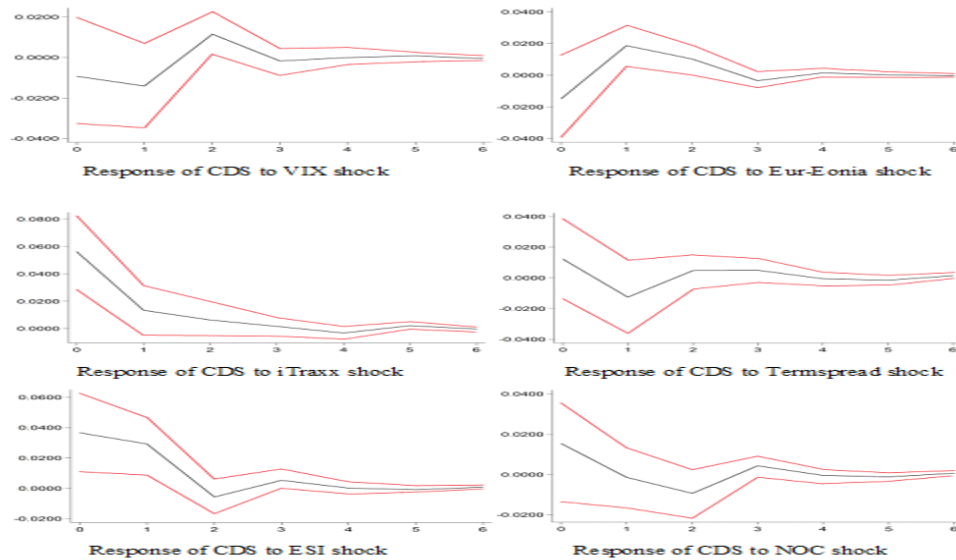 0.0200
0.0000
-0.0200
-0.0400
0 1 2 3 4 5 6
Response of CDS to VIX shock
0.0400
0.0200
0.0000
-0.0200
-0.0400
0 1 2 3 4 5 6
Response of CDS to Eur-Eonia shock
0.0800
0.0600
0.0400
0.0200
0.0000
0 1 2 3 4 5 6
Response of CDS to iTraxx shock
0.0400
0.0200
0.0000
-0.0200
-0.0400
0 1 2 3 4 5 6
Response of CDS to Termspread shock
0.0600
0.0400
0.0200
0.0000
-0.0200
0 1 2 3 4 5 6
Response of CDS to ESI shock
0.0400
0.0200
0.0000
-0.0200
0 1 2 3 4 5 6
Response of CDS to NOC shock